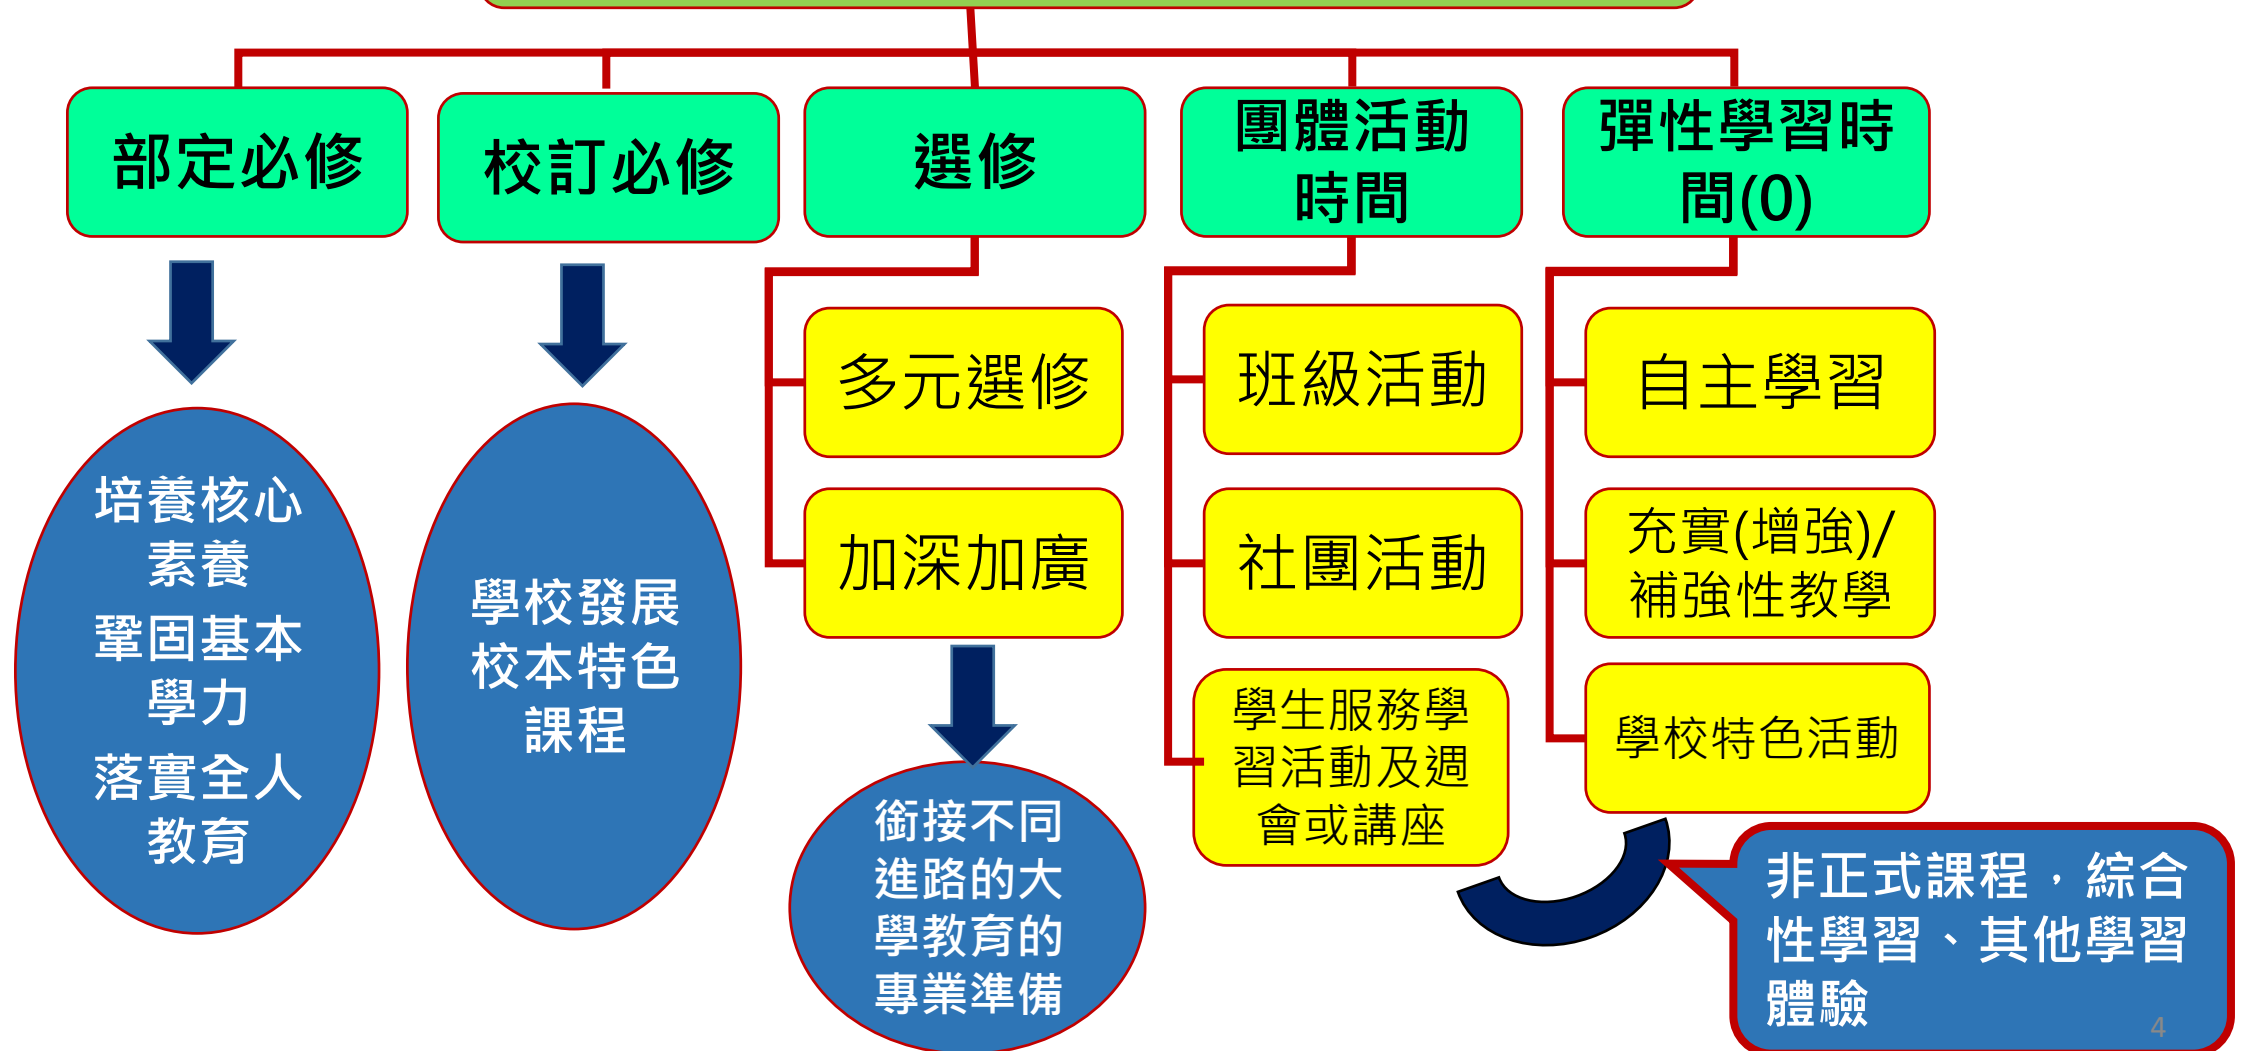 部定必修
校訂必修
選修
團體活動
時間
彈性學習時
間(0)
多元選修
加深加廣
班級活動
社團活動
學生服務學
習活動及週
會或講座
自主學習
充實(增強)/
補強性教學
學校特色活動
培養核心
素養
鞏固基本
學力
落實全人
教育
學校發展
校本特色
課程
銜接不同
進路的大
學教育的
專業準備
非正式課程，綜合
性學習、其他學習
體驗
4